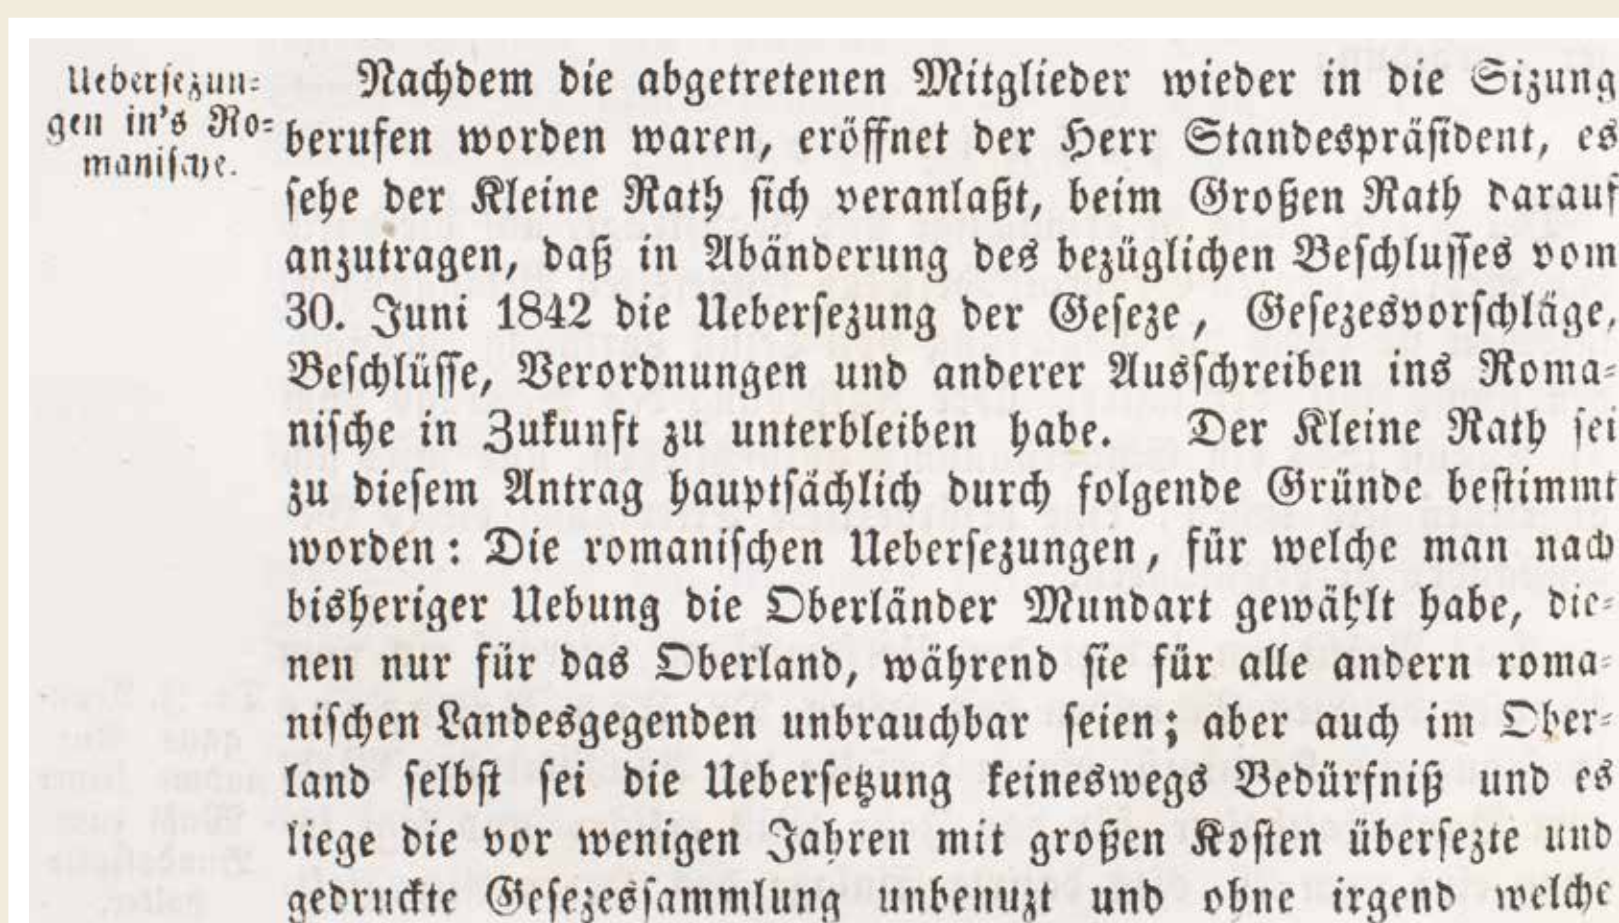 Uebersezun=
gen in's Ro=
manische.
Nachdem die abgetretenen Mitglieder wieder in die Sizung
berufen worden waren, eröffnet der Herr Standespräsident, es
sehe der Kleine Rath sich veranlaßt, beim Großen Rath darauf
anzutragen, daß in Abänderung des bezüglichen Beschlusses vom
30. Juni 1842 die Uebersezung der Geseze, Gesezesvorschläge,
Beschlüsse, Verordnungen und anderer Ausschreiben ins Roma=
nische in Zukunft zu unterbleiben habe. Der Kleine Rath sei
zu diesem Antrag hauptsächlich durch folgende Gründe bestimmt
worden: Die romanischen Uebersezungen, für welche man nach
bisheriger Uebung die Oberländer Mundart gewählt habe, die=
nen nur für das Oberland, während sie für alle andern roma=
nischen Landesgegenden unbrauchbar seien; aber auch im Ober=
land selbst sei die Uebersetzung keineswegs Bedürfniß und es
liege die vor wenigen Jahren mit großen Kosten übersezte und
gedruckte Gesezessammlung unbenuzt und ohne irgend welche